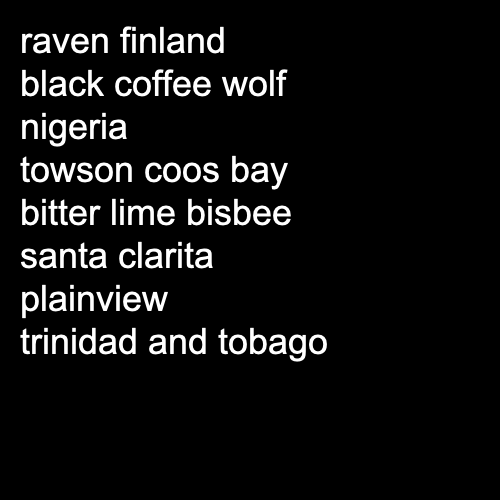 raven finland
black coffee wolf
nigeria
towson coos bay
bitter lime bisbee
santa clarita
plainview
trinidad and tobago